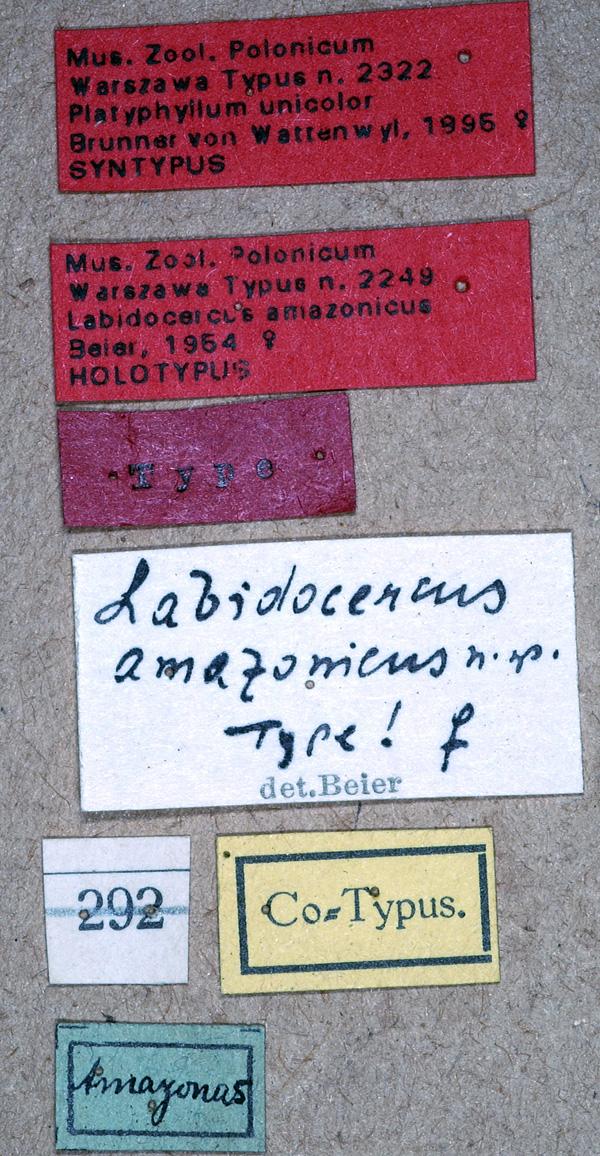 Mus. Zool. Polonicum
Warszawa Typus n. 2322
Platyphyllum unicolor
Brunner von Wattenwyl, 1995 ♀
SYNTYPUS
Mus. Zool. Polonicum
Warszawa Typus n. 2249
Labidocercus amazonicus
Beier, 1954 ♀
HOLOTYPUS
Type
Labidocercus
amazonicus n. sp.
Type! ♀
det. Beier
292
Co=Typus.
Amazonas